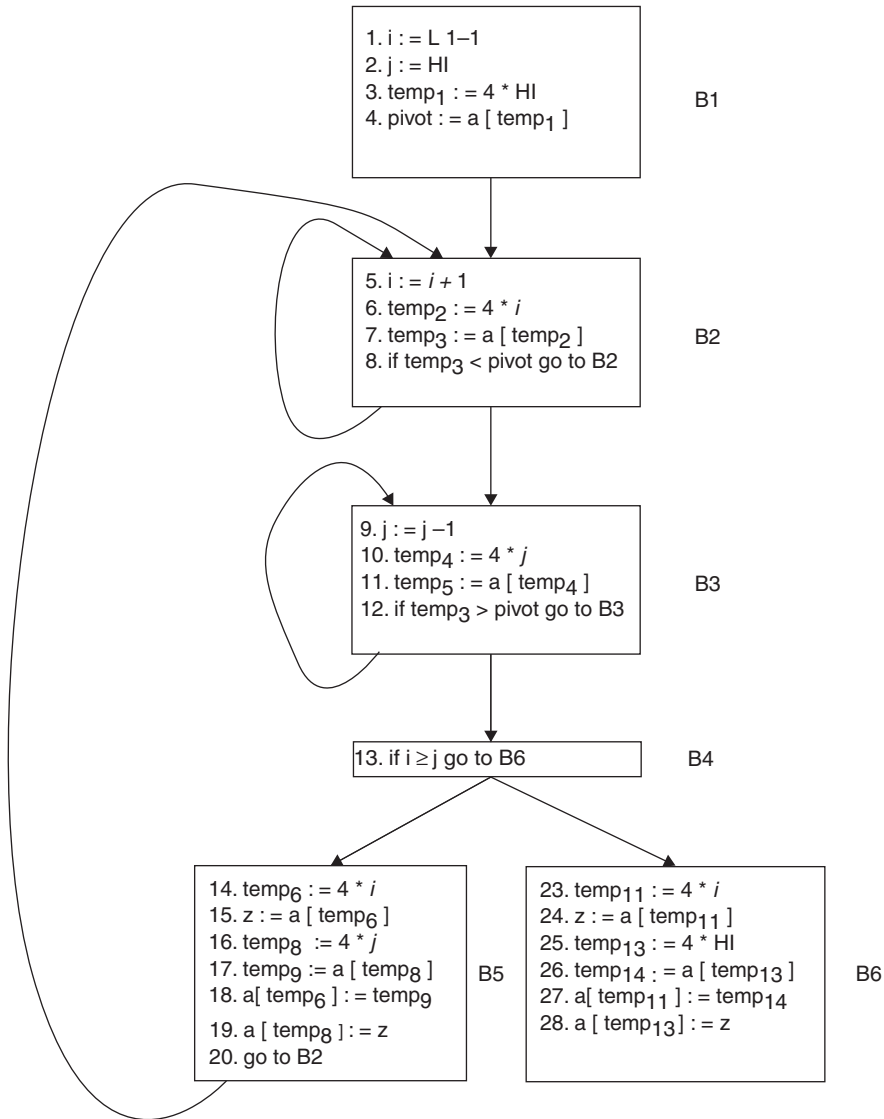 1. i : = L 1–1
2. j : = HI
3. temp1 : = 4 * HI
4. pivot : = a [ temp1 ]
B1
5. i : = i + 1
6. temp2 : = 4 * i
7. temp3 : = a [ temp2 ]
8. if temp3 < pivot go to B2
B2
9. j : = j –1
10. temp4 : = 4 * j
11. temp5 : = a [ temp4 ]
12. if temp3 > pivot go to B3
B3
13. if i ≥ j go to B6
B4
14. temp6 : = 4 * i
15. z : = a [ temp6 ]
16. temp8 := 4 * j
17. temp9 := a [ temp8 ]
18. a[ temp6 ] : = temp9
19. a [ temp8 ] : = z
20. go to B2
B5
23. temp11 : = 4 * i
24. z : = a [ temp11 ]
25. temp13 : = 4 * HI
26. temp14 : = a [ temp13 ]
27. a[ temp11 ] : = temp14
28. a [ temp13] : = z
B6